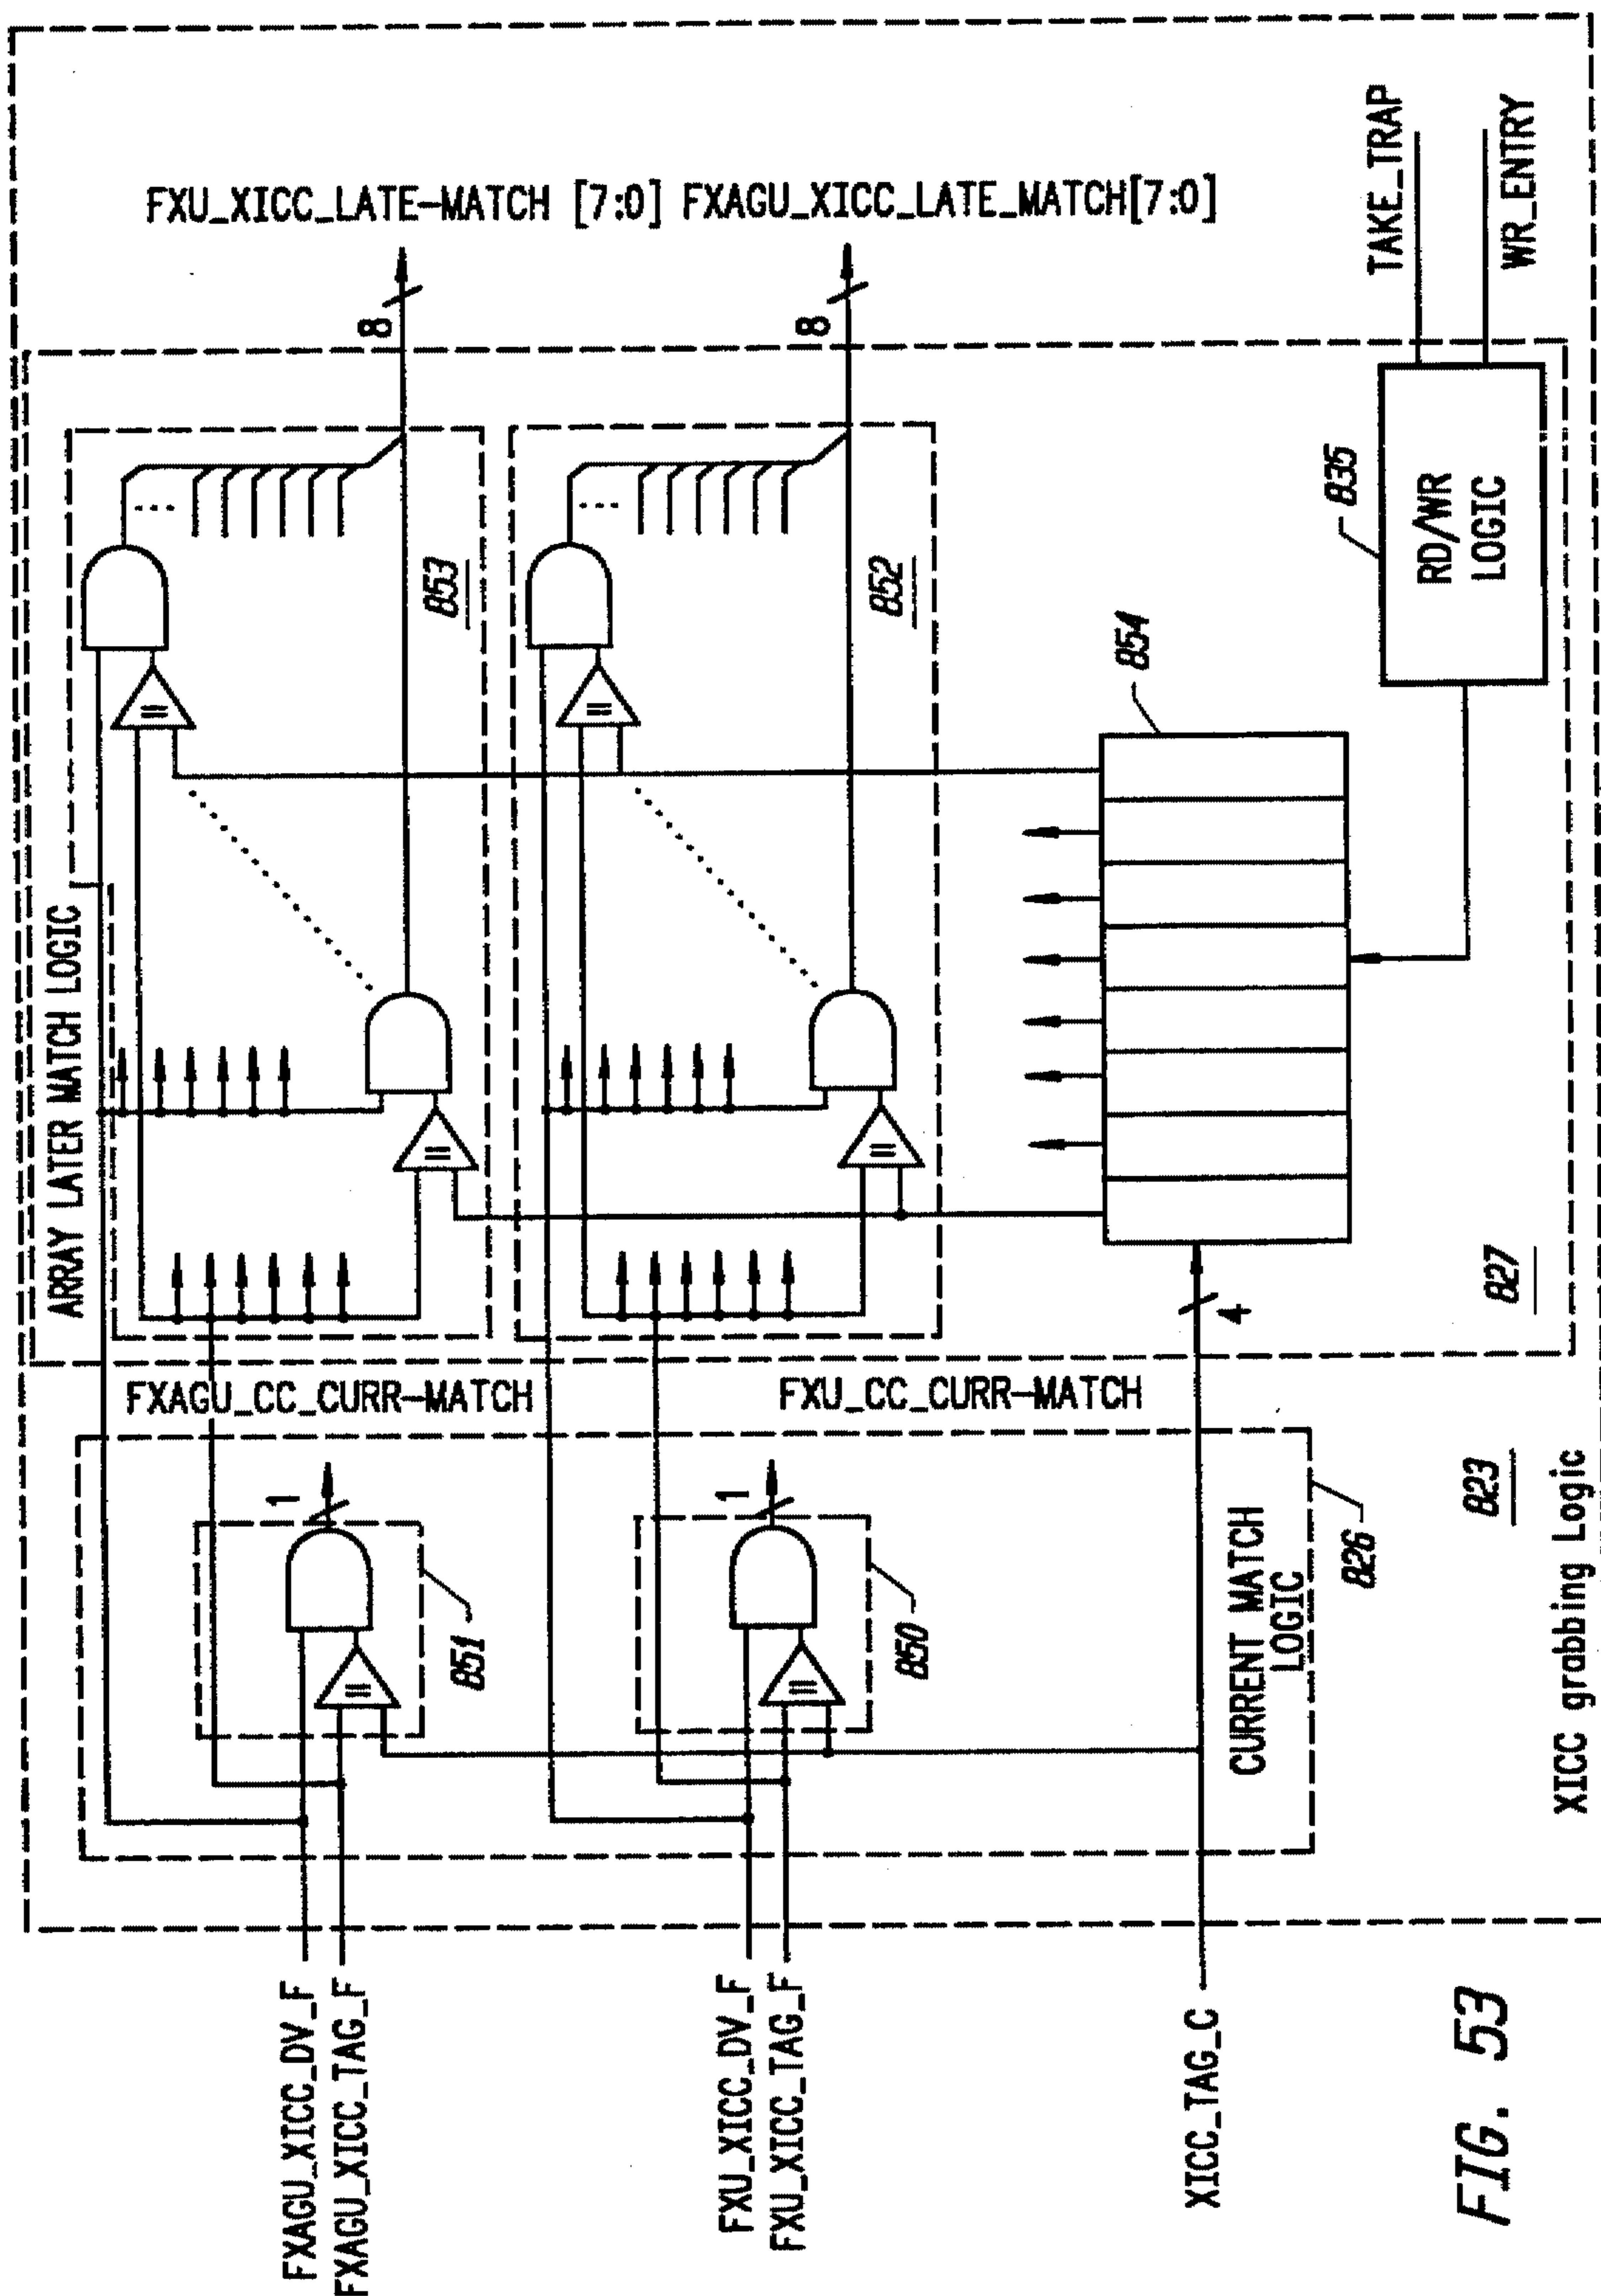 FXU_XICC_LATE-MATCH [7:0]
FXAGU_XICC_LATE_MATCH[7:0]
TAKE_TRAP
WR_ENTRY
8
8
ARRAY LATER MATCH LOGIC
853
852
854
835
RD/WR
LOGIC
4
827
FXAGU_CC_CURR-MATCH
FXU_CC_CURR-MATCH
1
1
851
850
CURRENT MATCH
LOGIC
826
823
XICC grabbing Logic
FXAGU_XICC_DV_F
FXAGU_XICC_TAG_F
FXU_XICC_DV_F
FXU_XICC_TAG_F
XICC_TAG_C
=
=
=
=
=
=
FIG. 53